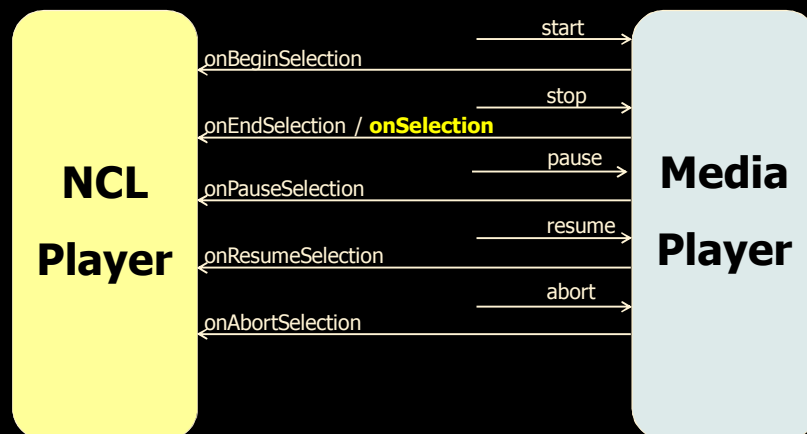 start
onBeginSelection
stop
onEndSelection / onSelection
pause
onPauseSelection
resume
onResumeSelection
abort
onAbortSelection
NCL
Player
Media
Player